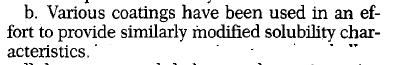 b. Various coatings have been used in an ef-
fort to provide similarly modified solubility char-
acteristics.